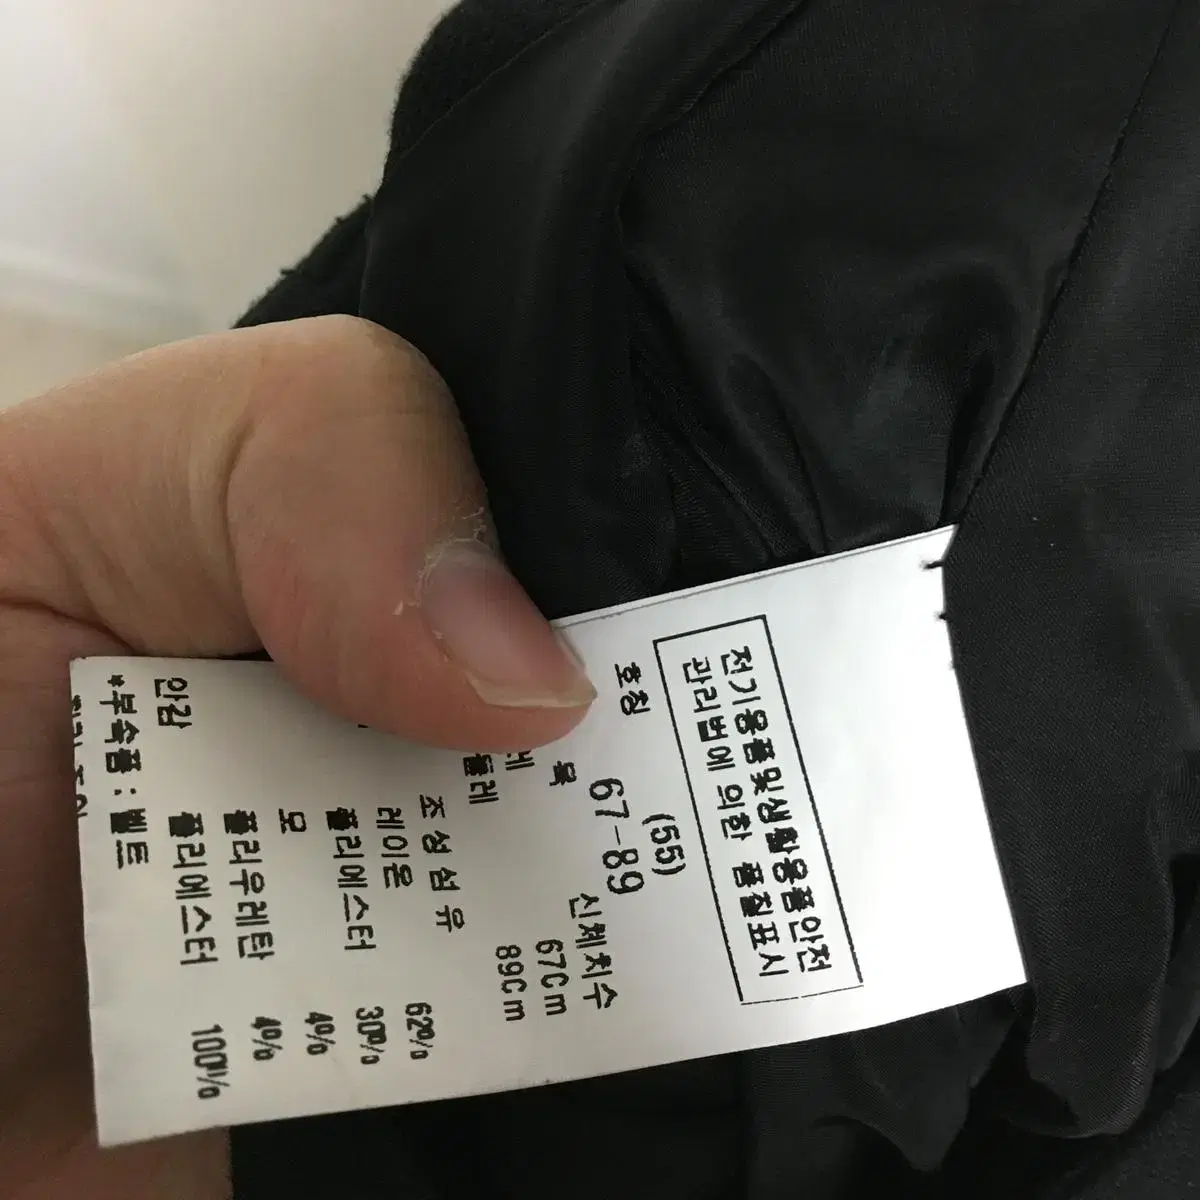 전기용품및생활용품안전
관리법에 의한 품질표시
호칭 (55)
67-89
신체치수
67Cm
둘레 89Cm
조성섬유
레이온 62%
폴리에스터 30%
모 4%
폴리우레탄 4%
안감 폴리에스터 100%
*부속품:벨트